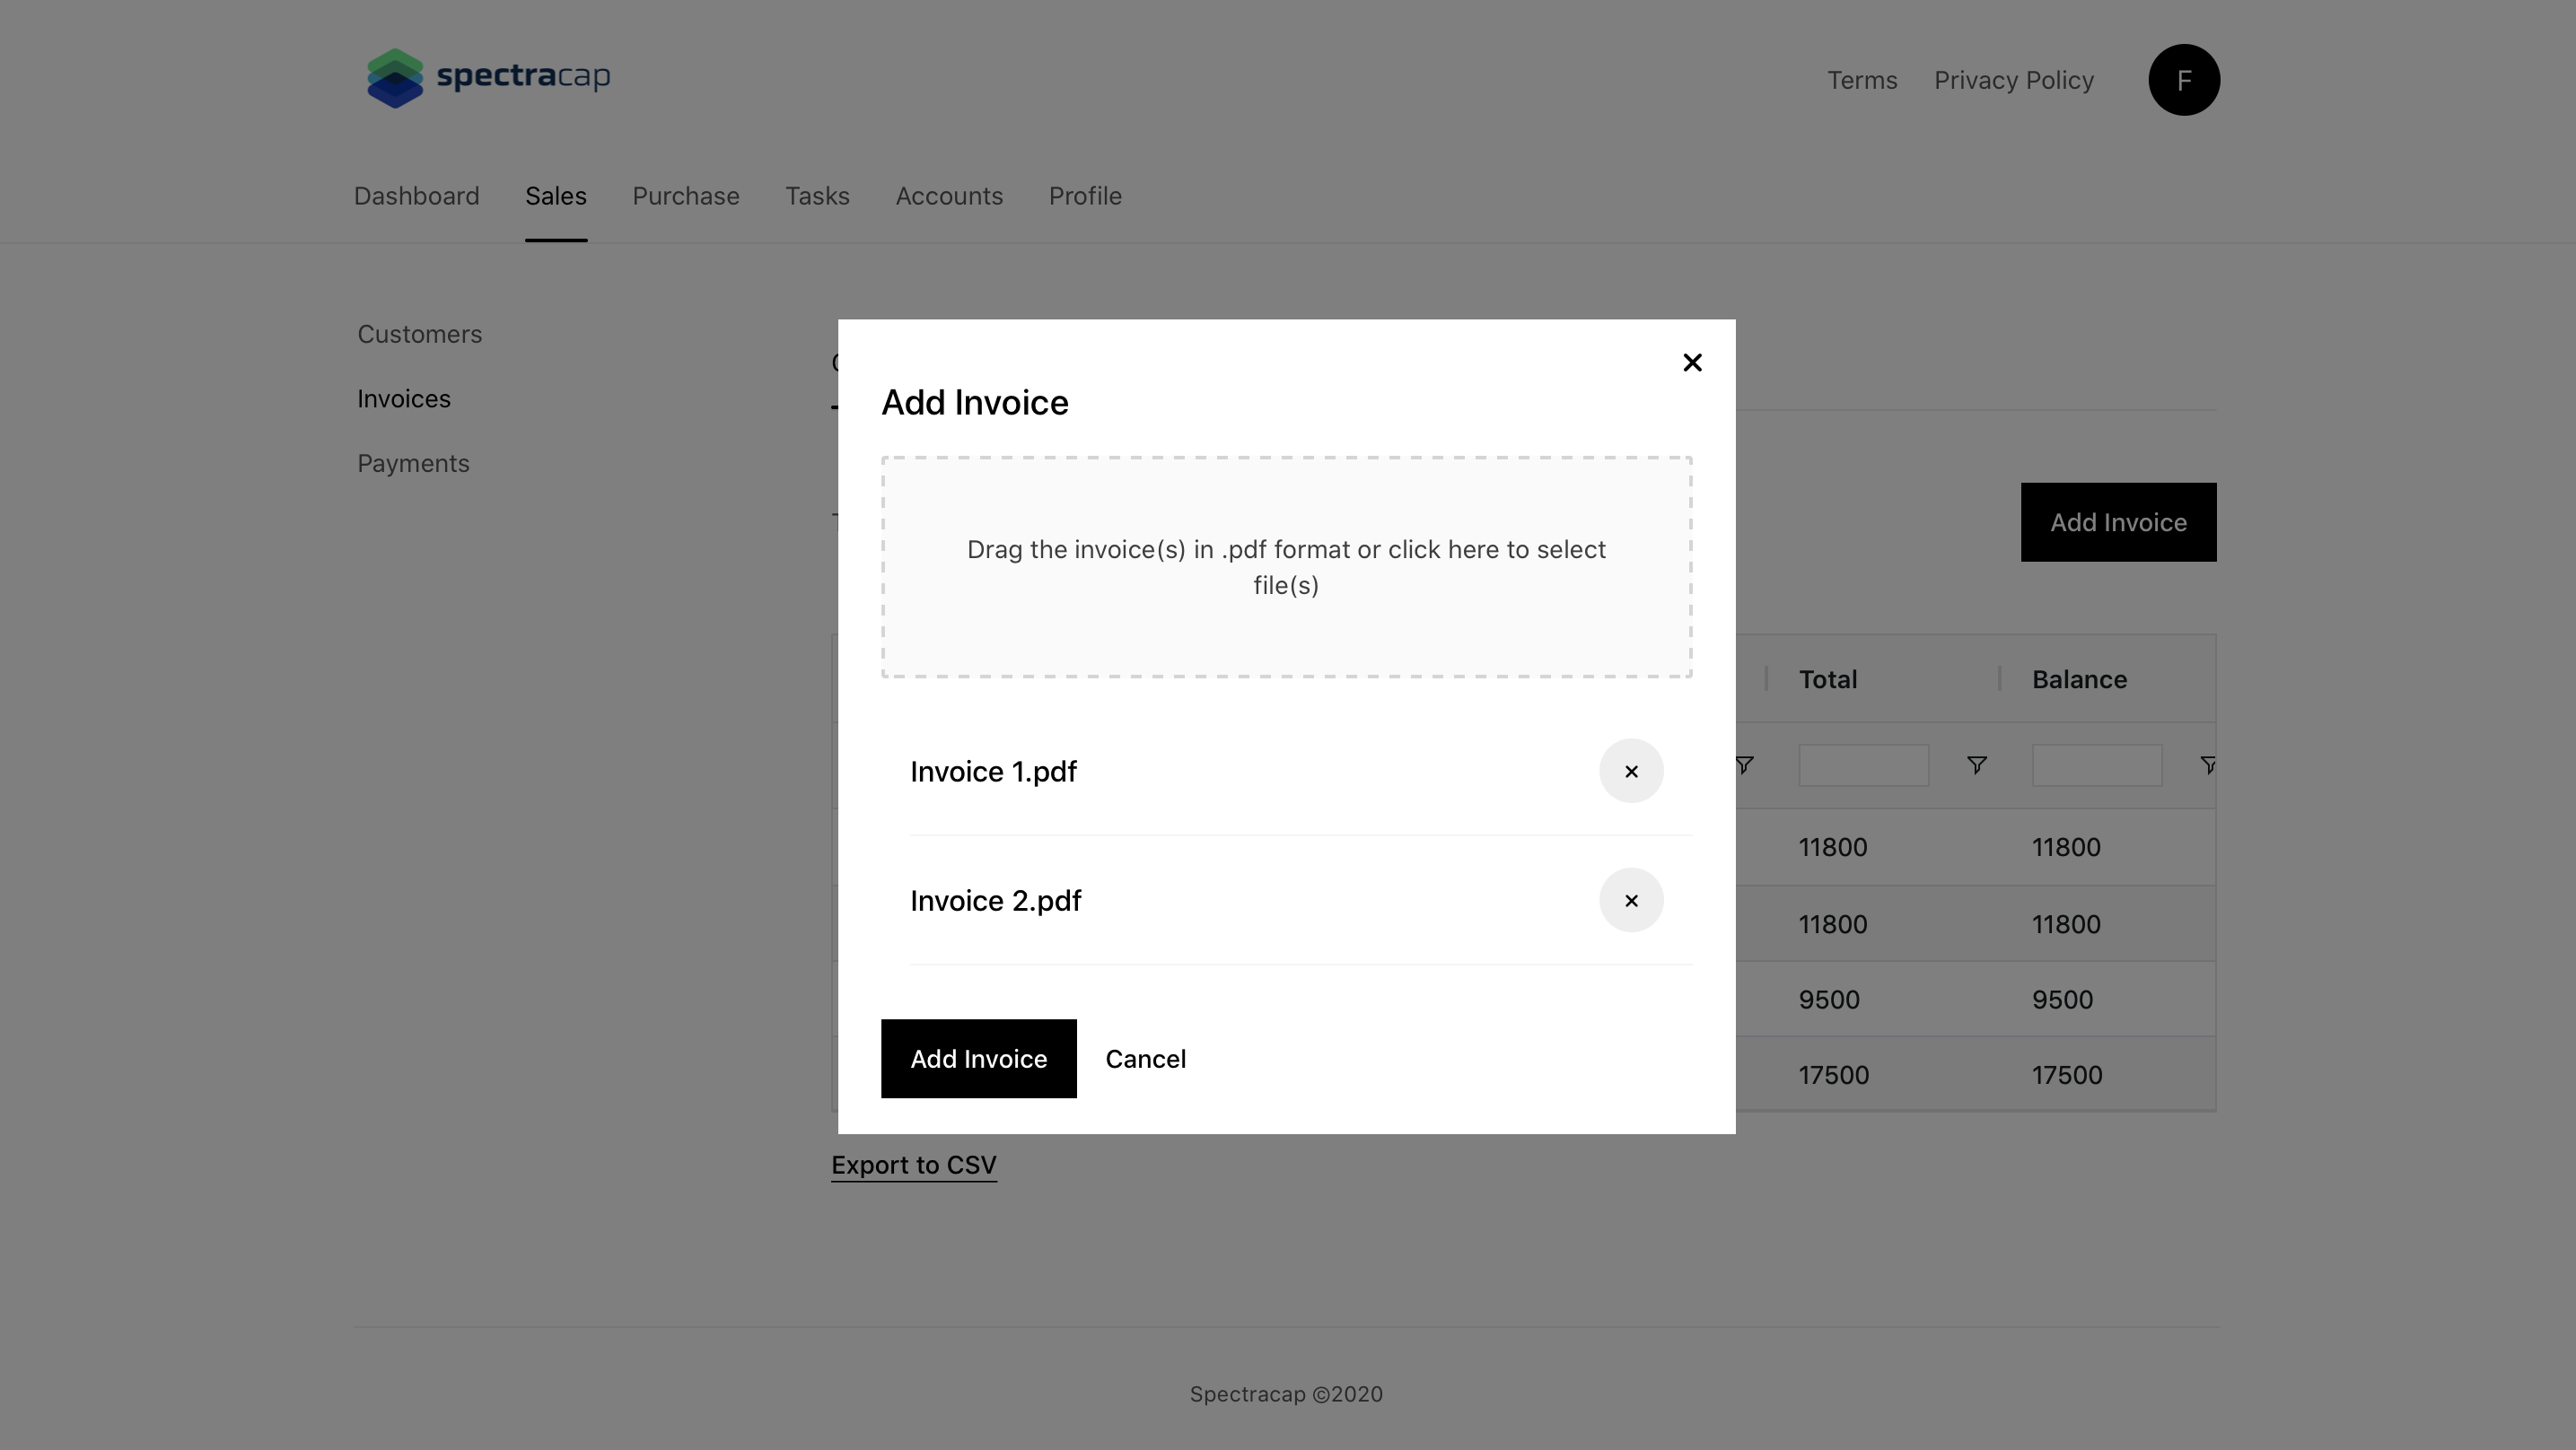 spectracap
Terms Privacy Policy F
Dashboard Sales Purchase Tasks Accounts Profile
Customers
Invoices
Payments
Add Invoice
Add Invoice
Drag the invoice(s) in .pdf format or click here to select
file(s)
Total Balance
Invoice 1.pdf
11800 11800
Invoice 2.pdf
11800 11800
9500 9500
17500 17500
Add Invoice Cancel
Export to CSV
Spectracap ©2020